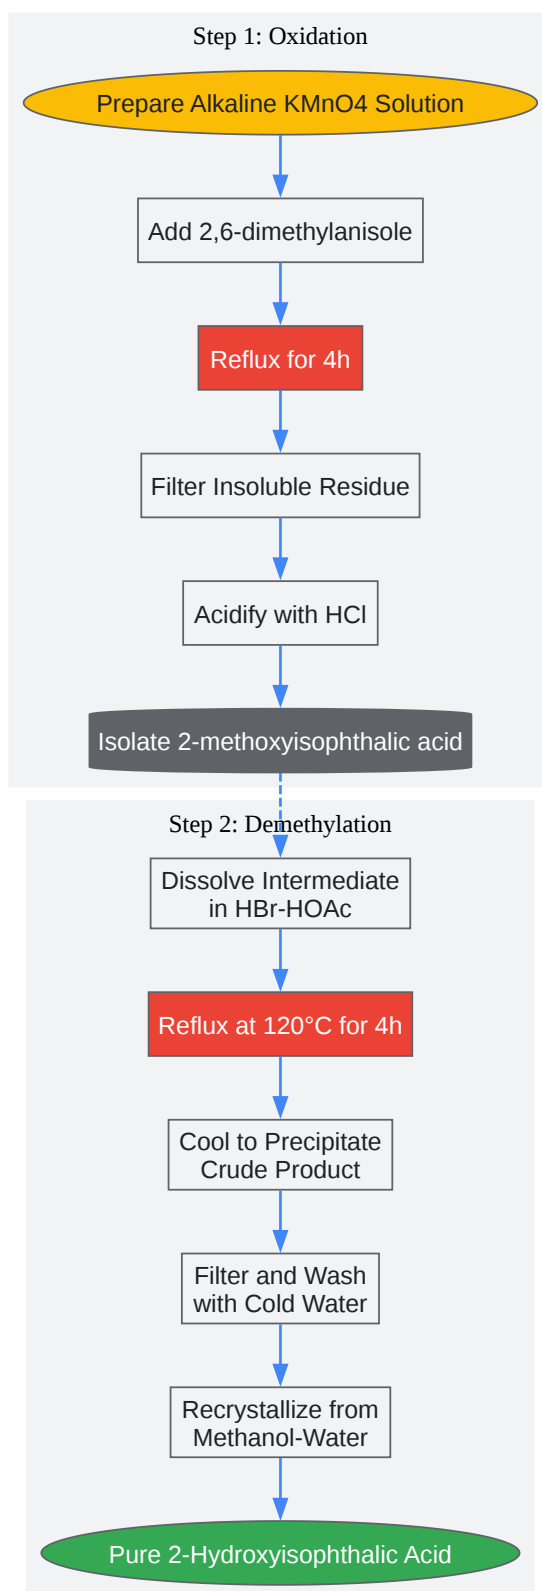 Step 1: Oxidation
Prepare Alkaline KMnO4 Solution
Add 2,6-dimethylanisole
Reflux for 4h
Filter Insoluble Residue
Acidify with HCl
Isolate 2-methoxyisophthalic acid
Step 2: Demethylation
Dissolve Intermediate
in HBr-HOAc
Reflux at 120°C for 4h
Cool to Precipitate
Crude Product
Filter and Wash
with Cold Water
Recrystallize from
Methanol-Water
Pure 2-Hydroxyisophthalic Acid